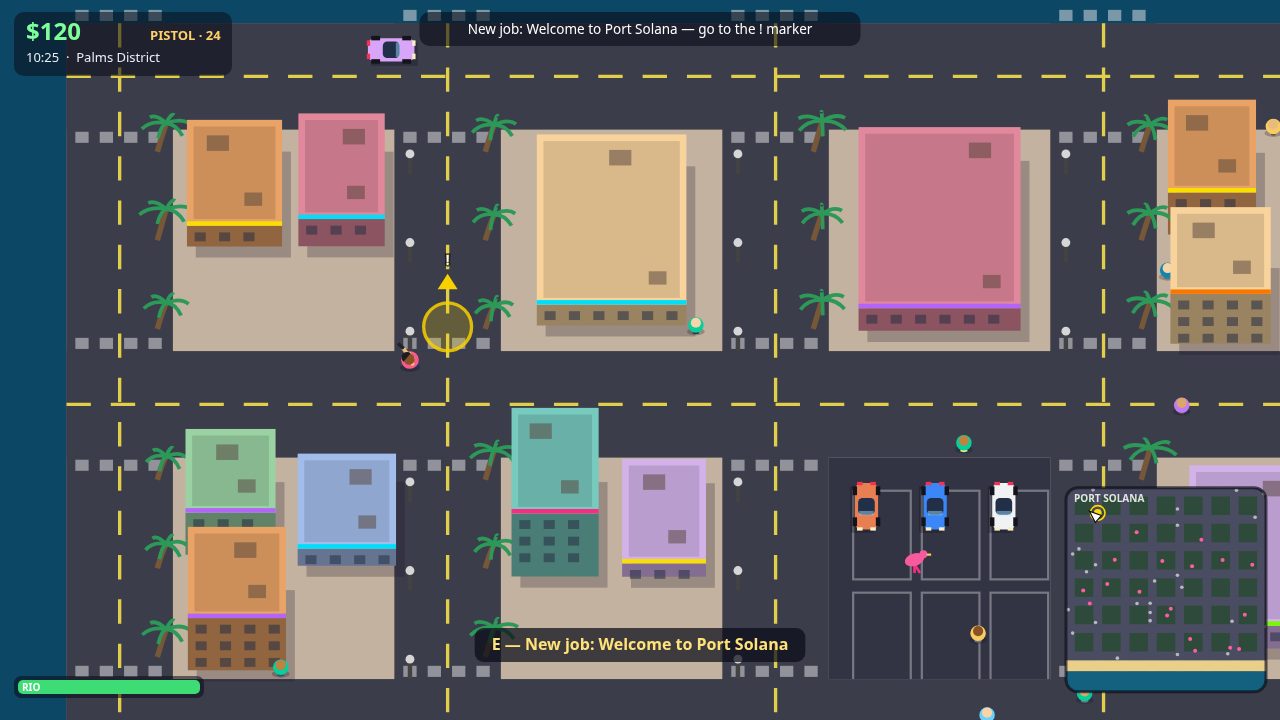 $120
PISTOL · 24
10:25 · Palms District
New job: Welcome to Port Solana — go to the ! marker
!
PORT SOLANA
E — New job: Welcome to Port Solana
RIO